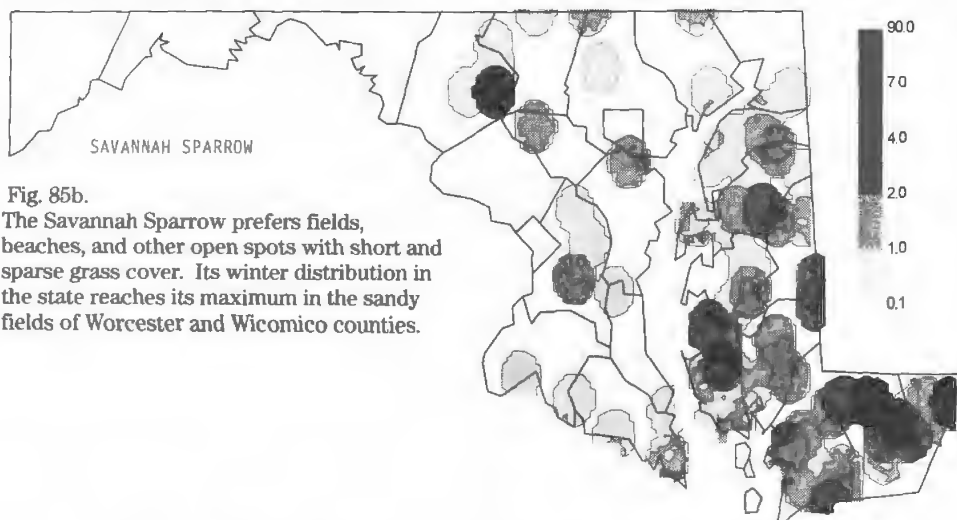 SAVANNAH SPARROW
Fig. 85b.
The Savannah Sparrow prefers fields,
beaches, and other open spots with short and
sparse grass cover. Its winter distribution in
the state reaches its maximum in the sandy
fields of Worcester and Wicomico counties.
90.0
7.0
4.0
2.0
1.0
0.1